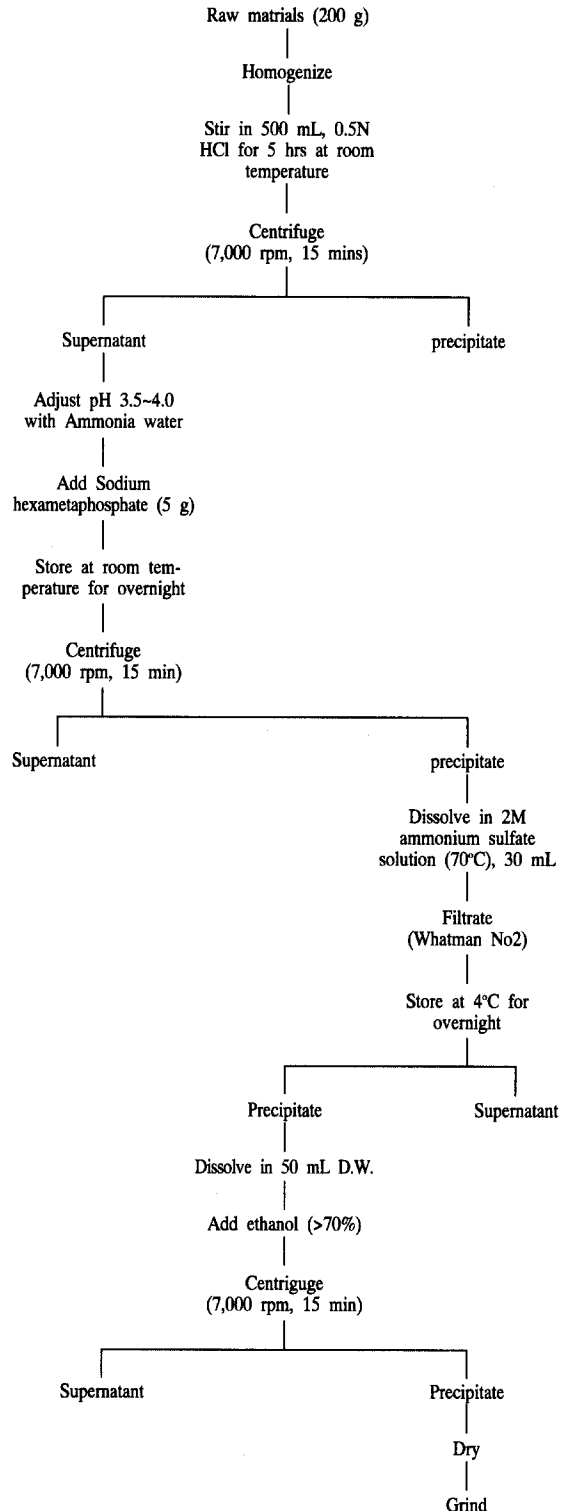 Raw matrials (200 g)
Homogenize
Stir in 500 mL, 0.5N
HCl for 5 hrs at room
temperature
Centrifuge
(7,000 rpm, 15 mins)
Supernatant
precipitate
Adjust pH 3.5~4.0
with Ammonia water
Add Sodium
hexametaphosphate (5 g)
Store at room tem-
perature for overnight
Centrifuge
(7,000 rpm, 15 min)
Supernatant
precipitate
Dissolve in 2M
ammonium sulfate
solution (70°C), 30 mL
Filtrate
(Whatman No2)
Store at 4°C for
overnight
Precipitate
Supernatant
Dissolve in 50 mL D.W.
Add ethanol (>70%)
Centriguge
(7,000 rpm, 15 min)
Supernatant
Precipitate
Dry
Grind